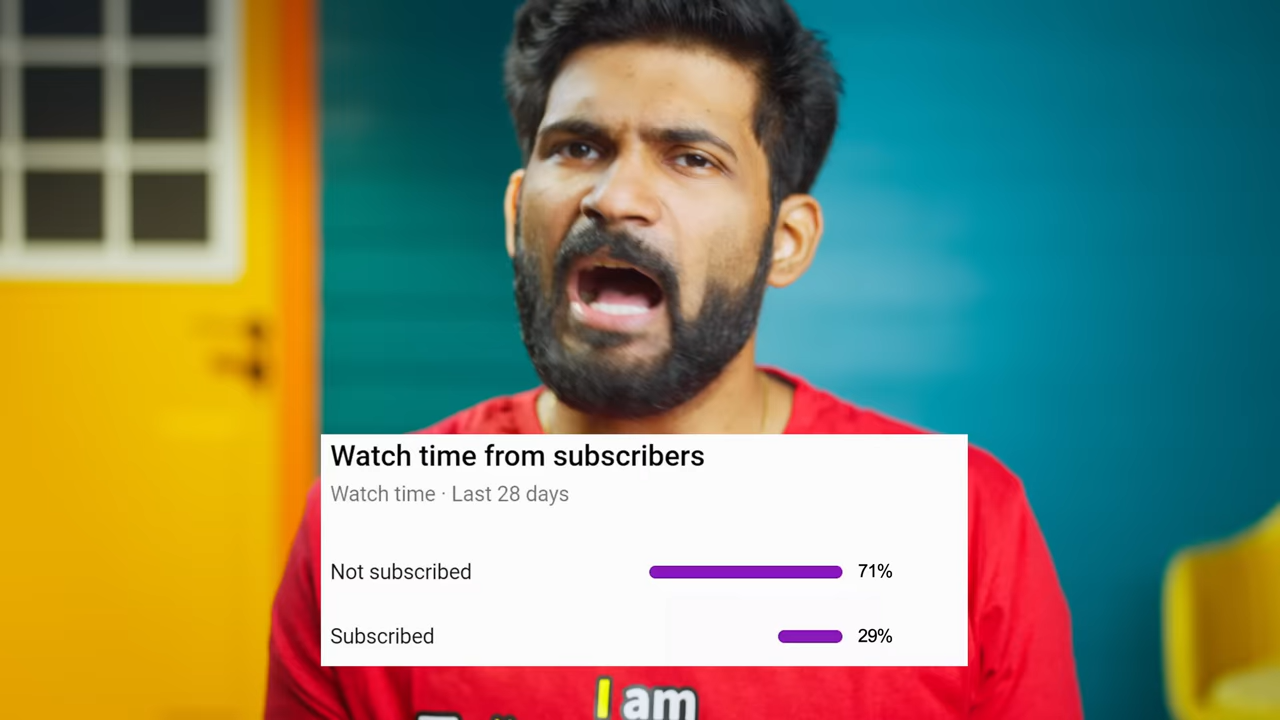 Watch time from subscribers
Watch time · Last 28 days
Not subscribed 71%
Subscribed 29%
I am